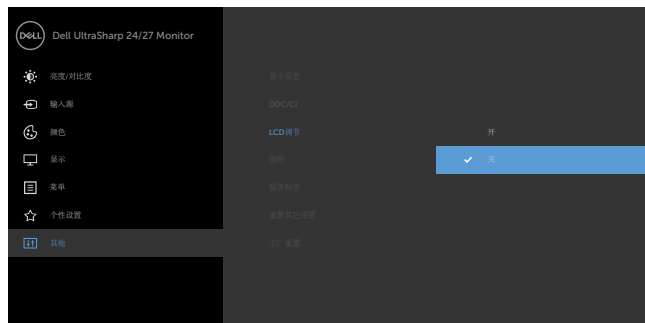 DELL
Dell UltraSharp 24/27 Monitor
亮度/对比度
输入源
颜色
显示
菜单
个性设置
其他
显示信息
DDC/CI
LCD调节
固件
服务标签
重置其它设置
工厂重置
开
关